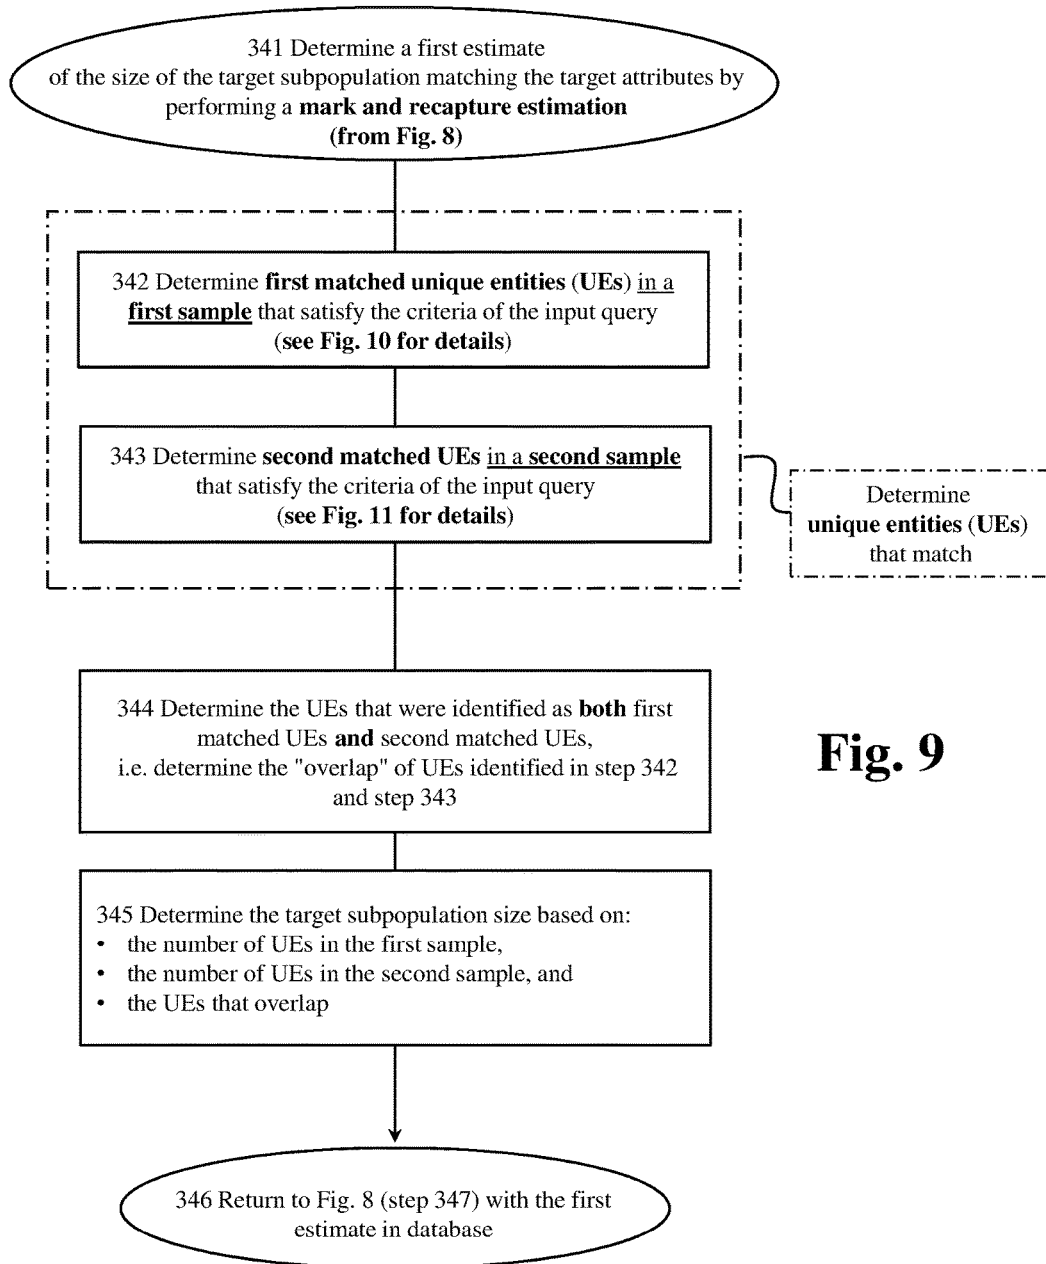 341 Determine a first estimate
of the size of the target subpopulation matching the target attributes by
performing a mark and recapture estimation
(from Fig. 8)
342 Determine first matched unique entities (UEs) in a
first sample that satisfy the criteria of the input query
(see Fig. 10 for details)
343 Determine second matched UEs in a second sample
that satisfy the criteria of the input query
(see Fig. 11 for details)
Determine
unique entities (UEs)
that match
344 Determine the UEs that were identified as both first
matched UEs and second matched UEs,
i.e. determine the "overlap" of UEs identified in step 342
and step 343
Fig. 9
345 Determine the target subpopulation size based on:
• the number of UEs in the first sample,
• the number of UEs in the second sample, and
• the UEs that overlap
346 Return to Fig. 8 (step 347) with the first
estimate in database